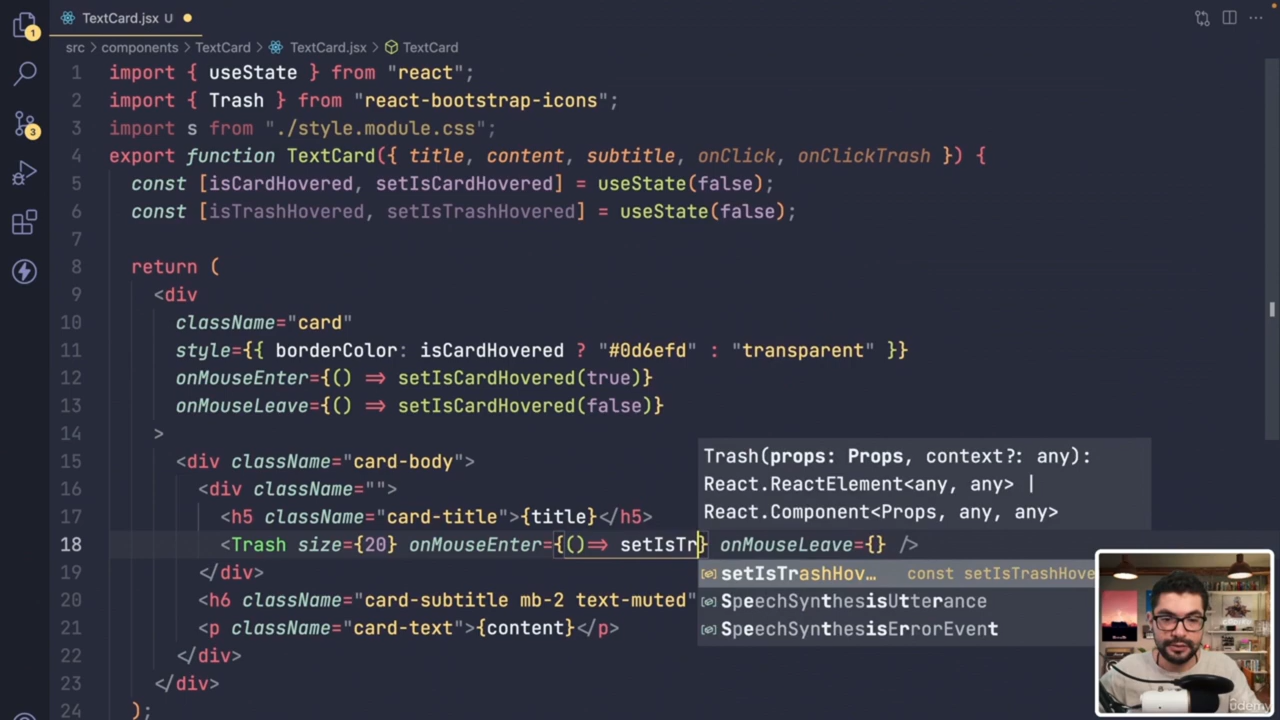 TextCard.jsx U
1
src > components > TextCard > TextCard.jsx > TextCard
1 import { useState } from "react";
2 import { Trash } from "react-bootstrap-icons";
3 import s from "./style.module.css";
4 export function TextCard({ title, content, subtitle, onClick, onClickTrash }) {
3
5 const [isCardHovered, setIsCardHovered] = useState(false);
6 const [isTrashHovered, setIsTrashHovered] = useState(false);
7
8 return (
9 <div
10 className="card"
11 style={{ borderColor: isCardHovered ? "#0d6efd" : "transparent" }}
12 onMouseEnter={() => setIsCardHovered(true)}
13 onMouseLeave={() => setIsCardHovered(false)}
14 >
15 <div className="card-body">
16 <div className="">
17 <h5 className="card-title">{title}</h5>
18 <Trash size={20} onMouseEnter={()=> setIsTr} onMouseLeave={} />
19 </div>
20 <h6 className="card-subtitle mb-2 text-muted"
21 <p className="card-text">{content}</p>
22 </div>
23 </div>
24 );
Trash(props: Props, context?: any):
React.ReactElement<any, any> |
React.Component<Props, any, any>
setIsTrashHov… const setIsTrashHove
SpeechSynthesisUtterance
SpeechSynthesisErrorEvent
udemy